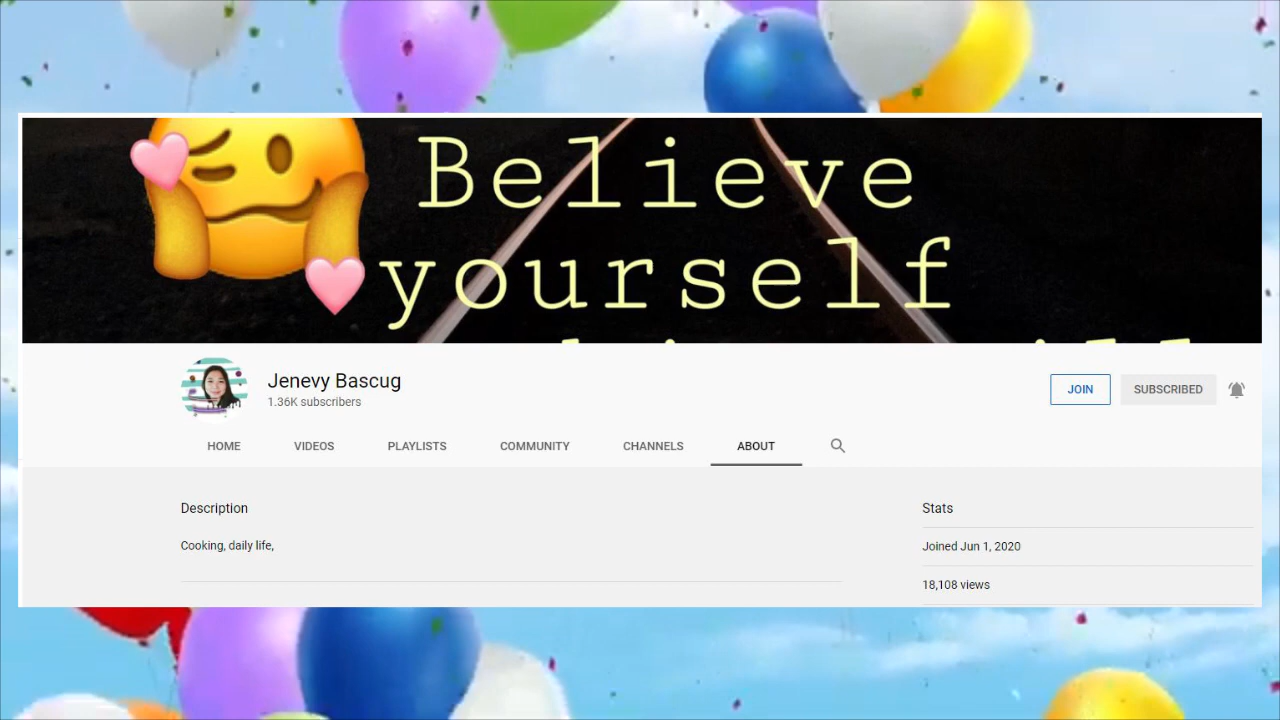 Believe
yourself
Jenevy Bascug
1.36K subscribers
JOIN
SUBSCRIBED
HOME
VIDEOS
PLAYLISTS
COMMUNITY
CHANNELS
ABOUT
Description
Cooking, daily life,
Stats
Joined Jun 1, 2020
18,108 views